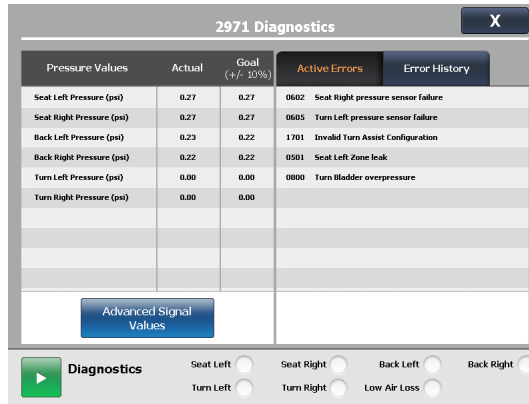 2971 Diagnostics
X
Pressure Values Actual Goal (+/- 10%)
Active Errors Error History
Seat Left Pressure (psi) 0.27 0.27
Seat Right Pressure (psi) 0.27 0.27
Back Left Pressure (psi) 0.23 0.22
Back Right Pressure (psi) 0.22 0.22
Turn Left Pressure (psi) 0.00 0.00
Turn Right Pressure (psi) 0.00 0.00
0602 Seat Right pressure sensor failure
0605 Turn Left pressure sensor failure
1701 Invalid Turn Assist Configuration
0501 Seat Left Zone leak
0800 Turn Bladder overpressure
Advanced Signal
Values
Diagnostics
Seat Left Seat Right Back Left Back Right
Turn Left Turn Right Low Air Loss